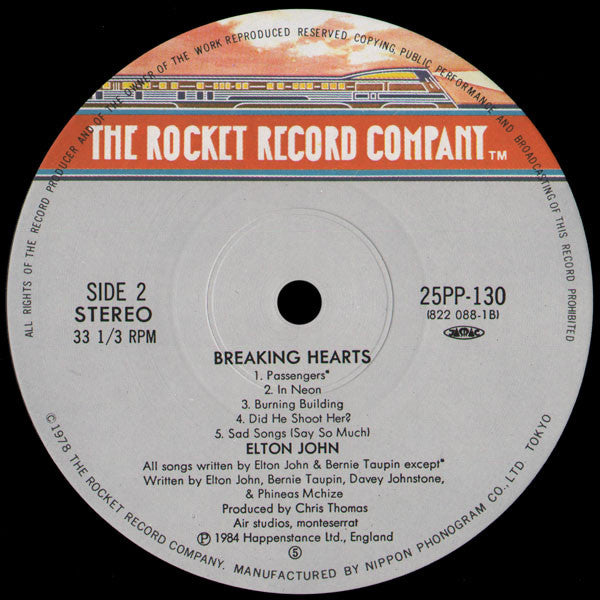 ALL RIGHTS OF THE RECORD PRODUCER AND OF THE OWNER OF THE WORK REPRODUCED RESERVED. COPYING, PUBLIC PERFORMANCE AND BROADCASTING OF THIS RECORD PROHIBITED
THE ROCKET RECORD COMPANY TM
SIDE 2
STEREO
33 1/3 RPM
25PP-130
(822 088-1B)
JASRAC
BREAKING HEARTS
1. Passengers*
2. In Neon
3. Burning Building
4. Did He Shoot Her?
5. Sad Songs (Say So Much)
ELTON JOHN
All songs written by Elton John & Bernie Taupin except*
Written by Elton John, Bernie Taupin, Davey Johnstone,
& Phineas Mchize
Produced by Chris Thomas
Air studios, monteserrat
Ⓟ 1984 Happenstance Ltd., England
⑤
©1978 THE ROCKET RECORD COMPANY. MANUFACTURED BY NIPPON PHONOGRAM CO., LTD TOKYO